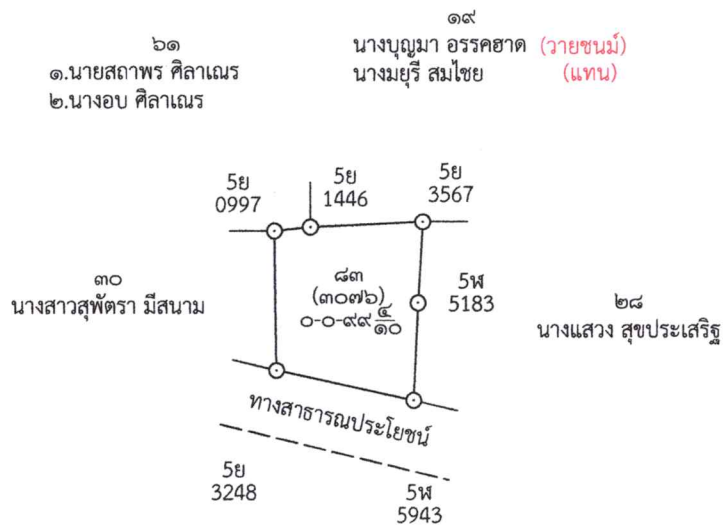 ๖๑
๑.นายสถาพร ศิลาเณร
๒.นางอบ ศิลาเณร
๑๙
นางบุญมา อรรคฮาด (วายชนม์)
นางมยุรี สมไชย (แทน)
5ย
0997
5ย
1446
5ย
3567
๓๐
นางสาวสุพัตรา มีสนาม
๘๓
(๓๐๗๖)
๐-๐-๙๙ ๔/๑๐
5ฬ
5183
๒๘
นางแสวง สุขประเสริฐ
ทางสาธารณประโยชน์
5ย
3248
5ฬ
5943